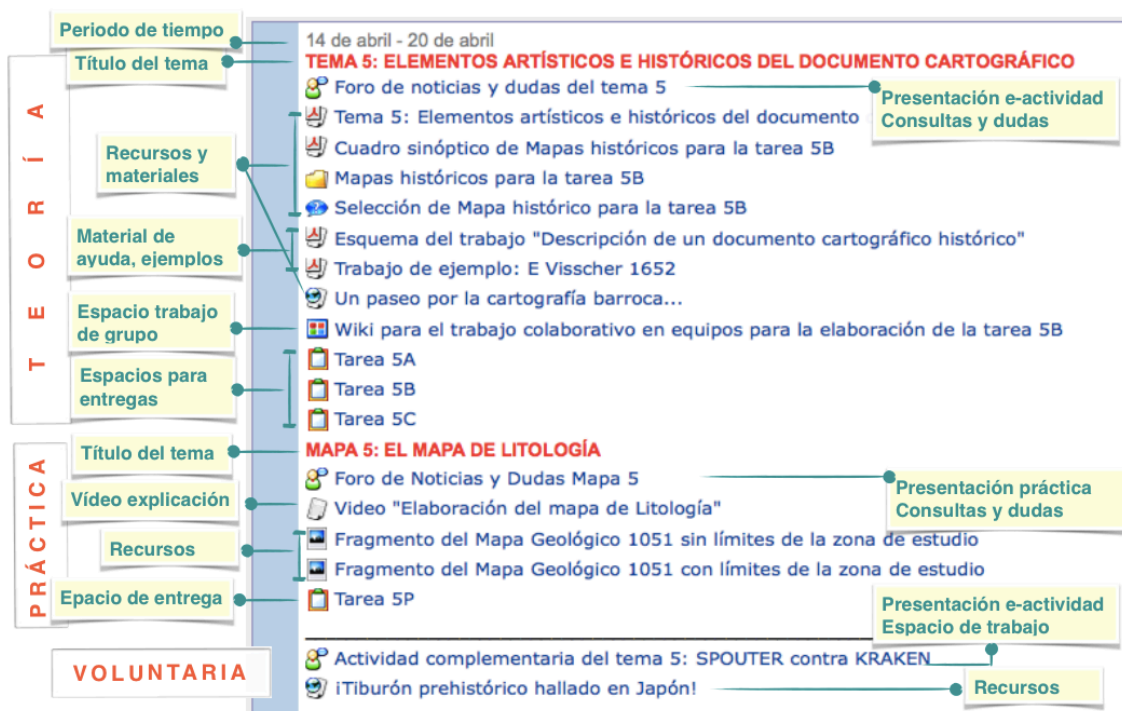 Periodo de tiempo
14 de abril - 20 de abril
Título del tema
TEMA 5: ELEMENTOS ARTÍSTICOS E HISTÓRICOS DEL DOCUMENTO CARTOGRÁFICO
TEORÍA
Foro de noticias y dudas del tema 5
Presentación e-actividad
Consultas y dudas
Recursos y
materiales
Tema 5: Elementos artísticos e históricos del documento
Cuadro sinóptico de Mapas históricos para la tarea 5B
Mapas históricos para la tarea 5B
Selección de Mapa histórico para la tarea 5B
Material de
ayuda, ejemplos
Esquema del trabajo "Descripción de un documento cartográfico histórico"
Trabajo de ejemplo: E Visscher 1652
Un paseo por la cartografía barroca...
Espacio trabajo
de grupo
Wiki para el trabajo colaborativo en equipos para la elaboración de la tarea 5B
Espacios para
entregas
Tarea 5A
Tarea 5B
Tarea 5C
PRÁCTICA
Título del tema
MAPA 5: EL MAPA DE LITOLOGÍA
Foro de Noticias y Dudas Mapa 5
Presentación práctica
Consultas y dudas
Vídeo explicación
Video "Elaboración del mapa de Litología"
Recursos
Fragmento del Mapa Geológico 1051 sin límites de la zona de estudio
Fragmento del Mapa Geológico 1051 con límites de la zona de estudio
Epacio de entrega
Tarea 5P
Presentación e-actividad
Espacio de trabajo
VOLUNTARIA
Actividad complementaria del tema 5: SPOUTER contra KRAKEN
¡Tiburón prehistórico hallado en Japón!
Recursos